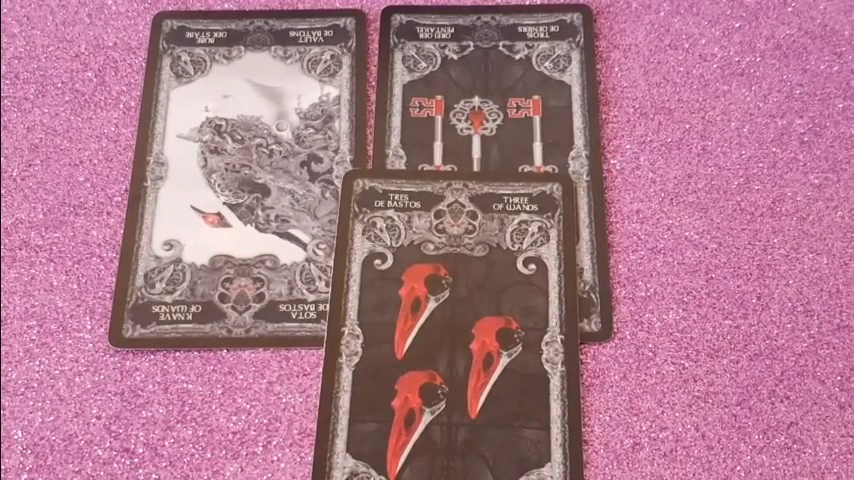 BUBE
DER STÄBE
VALET
DE BATONS
DREI DER
PENTAKEL
TROIS
DE DENIERS
TRES
DE BASTOS
THREE
OF WANDS
KNAVE
OF WANDS
SOTA
DE BASTOS